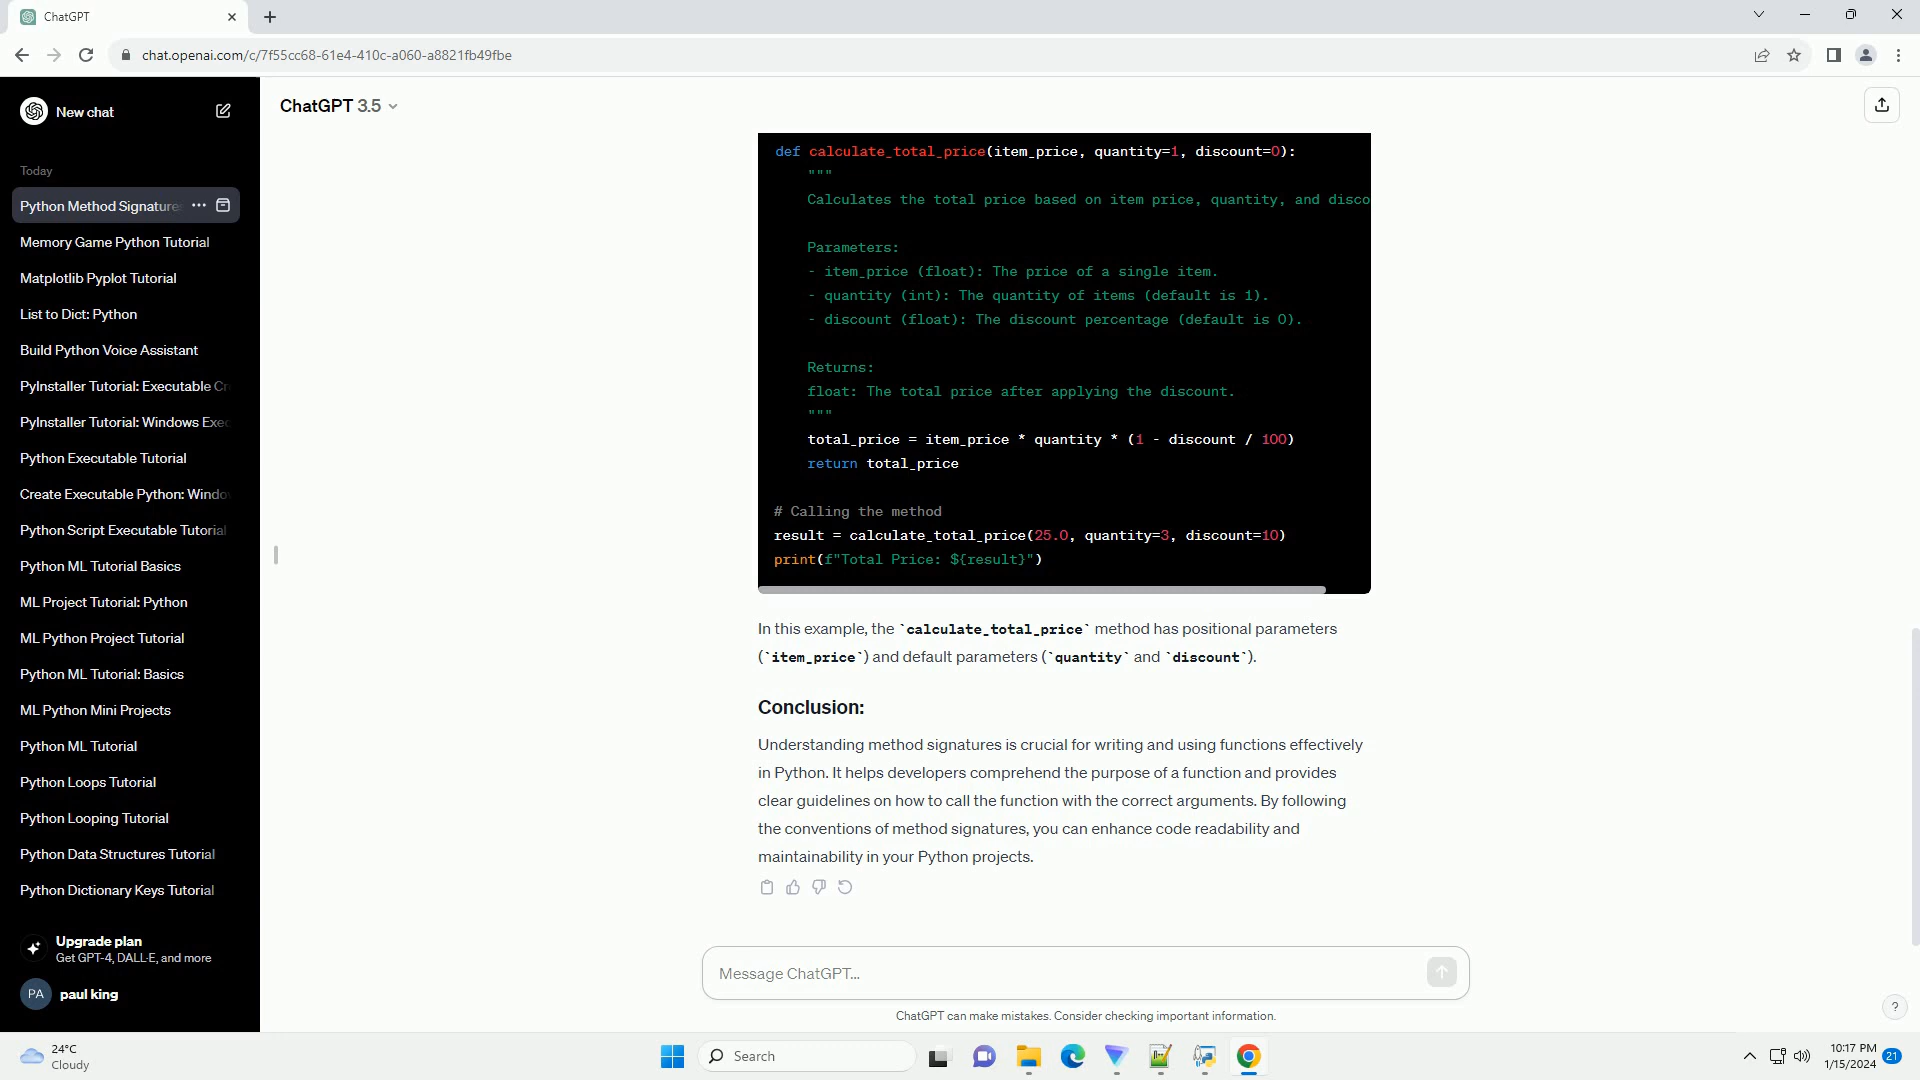 ChatGPT
chat.openai.com/c/7f55cc68-61e4-410c-a060-a8821fb49fbe
New chat
ChatGPT 3.5
Today
Python Method Signature
Memory Game Python Tutorial
Matplotlib Pyplot Tutorial
List to Dict: Python
Build Python Voice Assistant
PyInstaller Tutorial: Executable Cr
PyInstaller Tutorial: Windows Exec
Python Executable Tutorial
Create Executable Python: Windo
Python Script Executable Tutorial
Python ML Tutorial Basics
ML Project Tutorial: Python
ML Python Project Tutorial
Python ML Tutorial: Basics
ML Python Mini Projects
Python ML Tutorial
Python Loops Tutorial
Python Looping Tutorial
Python Data Structures Tutorial
Python Dictionary Keys Tutorial
Upgrade plan
Get GPT-4, DALL·E, and more
PA paul king
def calculate_total_price(item_price, quantity=1, discount=0):
"""
Calculates the total price based on item price, quantity, and disco
Parameters:
- item_price (float): The price of a single item.
- quantity (int): The quantity of items (default is 1).
- discount (float): The discount percentage (default is 0).
Returns:
float: The total price after applying the discount.
"""
total_price = item_price * quantity * (1 - discount / 100)
return total_price
# Calling the method
result = calculate_total_price(25.0, quantity=3, discount=10)
print(f"Total Price: ${result}")
In this example, the `calculate_total_price` method has positional parameters
(`item_price`) and default parameters (`quantity` and `discount`).
Conclusion:
Understanding method signatures is crucial for writing and using functions effectively
in Python. It helps developers comprehend the purpose of a function and provides
clear guidelines on how to call the function with the correct arguments. By following
the conventions of method signatures, you can enhance code readability and
maintainability in your Python projects.
Message ChatGPT...
ChatGPT can make mistakes. Consider checking important information.
?
24°C
Cloudy
Search
10:17 PM
1/15/2024
21